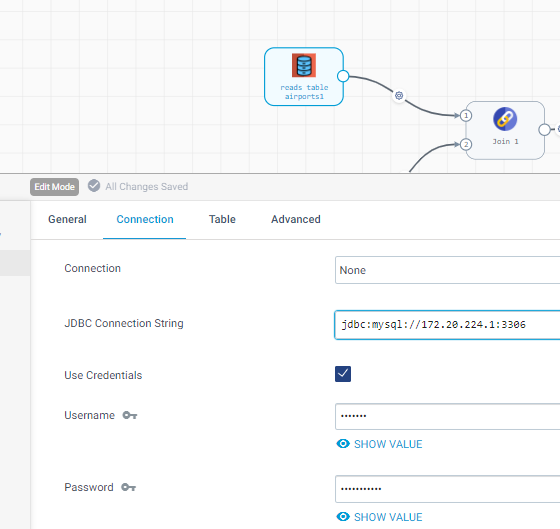 reads table
airports1
1
2
Join 1
Edit Mode
All Changes Saved
General
Connection
Table
Advanced
Connection
None
JDBC Connection String
jdbc:mysql://172.20.224.1:3306
Use Credentials
Username
•••••••
SHOW VALUE
Password
•••••••••••
SHOW VALUE